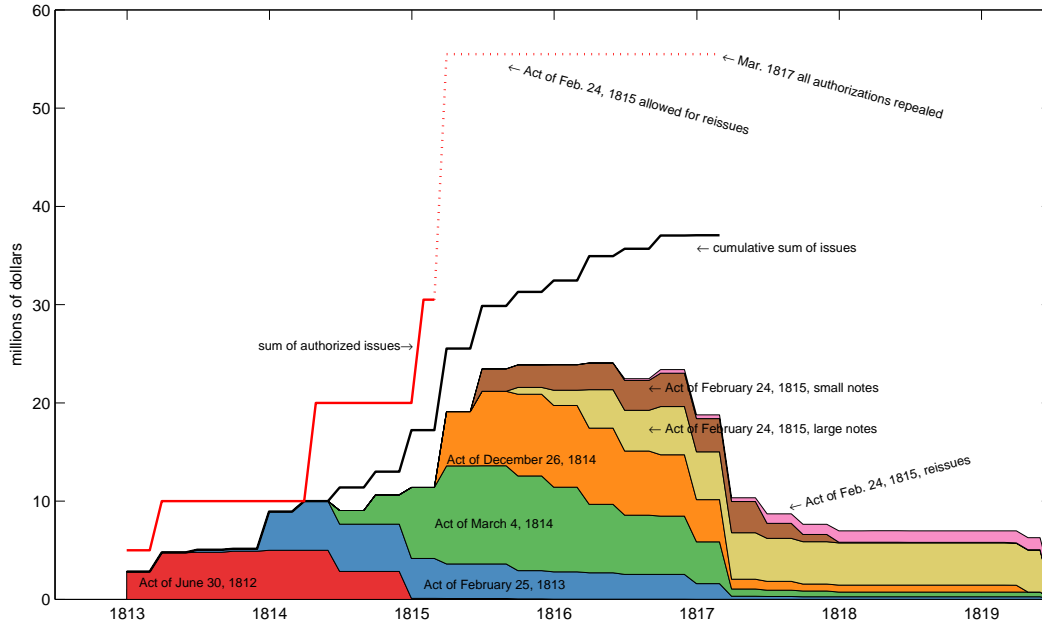 60
50
40
30
20
10
0
millions of dollars
1813
1814
1815
1816
1817
1818
1819
← Act of Feb. 24, 1815 allowed for reissues
← Mar. 1817 all authorizations repealed
← cumulative sum of issues
sum of authorized issues→
← Act of February 24, 1815, small notes
← Act of February 24, 1815, large notes
Act of December 26, 1814
← Act of Feb. 24, 1815, reissues
Act of March 4, 1814
Act of June 30, 1812
Act of February 25, 1813